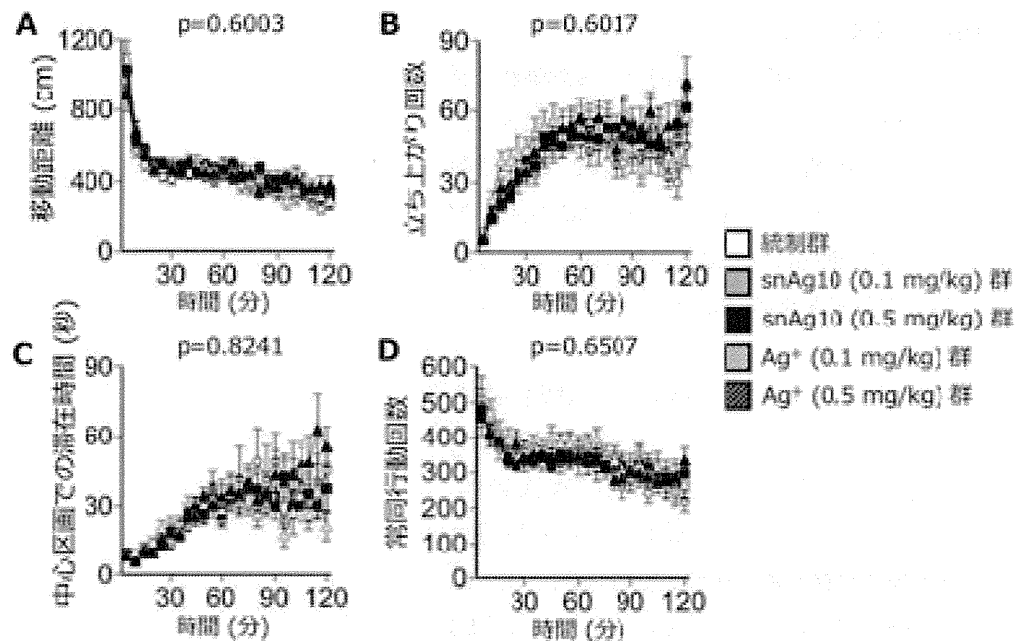 A p=0.6003
1200
800
400
0
移動距離 (cm)
30 60 90 120
時間 (分)
B p=0.6017
90
60
30
0
立ち上がり回数
30 60 90 120
時間 (分)
C p=0.8241
90
60
30
0
中心区画での滞在時間 (秒)
30 60 90 120
時間 (分)
D p=0.6507
600
500
400
300
200
100
0
常同行動回数
30 60 90 120
時間 (分)
統制群
snAg10 (0.1 mg/kg) 群
snAg10 (0.5 mg/kg) 群
Ag⁺ (0.1 mg/kg) 群
Ag⁺ (0.5 mg/kg) 群